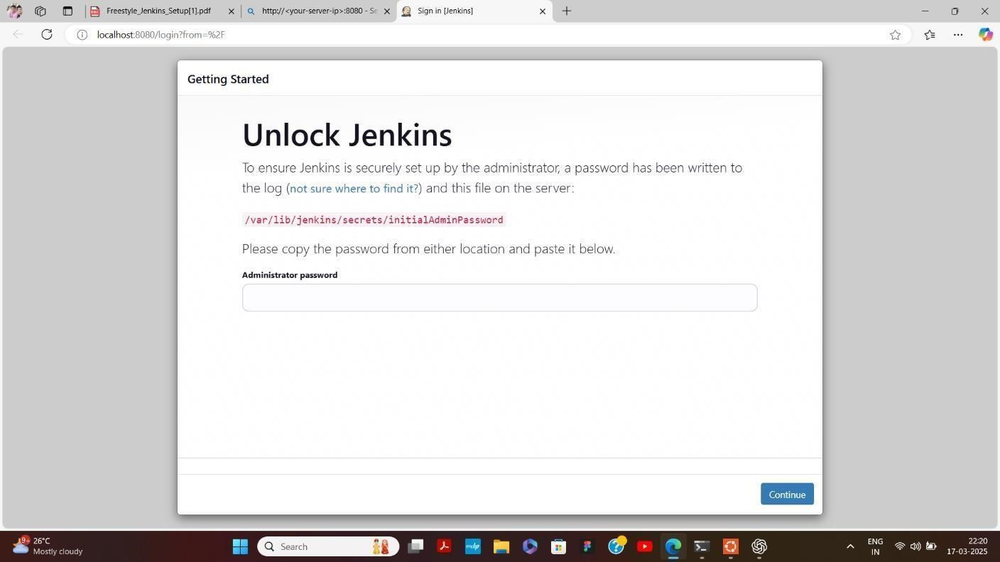 Freestyle_Jenkins_Setup[1].pdf
http://<your-server-ip>:8080 - Se
Sign in [Jenkins]
localhost:8080/login?from=%2F
Getting Started
Unlock Jenkins
To ensure Jenkins is securely set up by the administrator, a password has been written to
the log (not sure where to find it?) and this file on the server:
/var/lib/jenkins/secrets/initialAdminPassword
Please copy the password from either location and paste it below.
Administrator password
Continue
9+
26°C
Mostly cloudy
Search
myhp
ENG
IN
22:20
17-03-2025